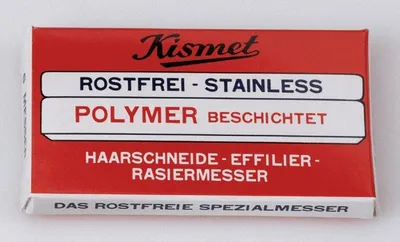 Kismet
ROSTFREI - STAINLESS
POLYMER BESCHICHTET
HAARSCHNEIDE - EFFILIER -
RASIERMESSER
DAS ROSTFREIE SPEZIALMESSER